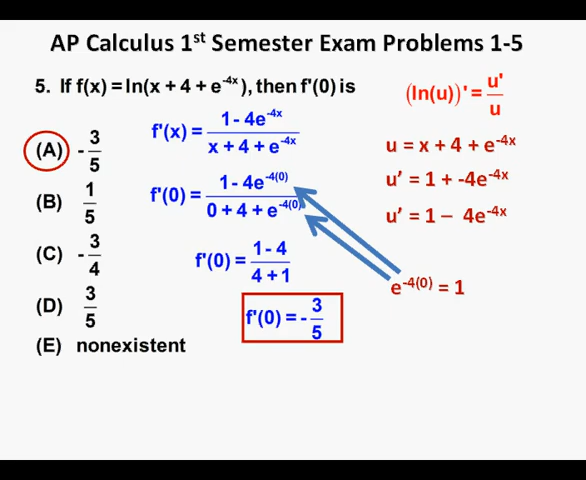 AP Calculus 1st Semester Exam Problems 1-5
5. If f(x) = ln(x + 4 + e^-4x), then f'(0) is
(A) - 3/5
(B) 1/5
(C) - 3/4
(D) 3/5
(E) nonexistent
f'(x) = (1 - 4e^-4x)/(x + 4 + e^-4x)
f'(0) = (1 - 4e^-4(0))/(0 + 4 + e^-4(0))
f'(0) = (1 - 4)/(4 + 1)
f'(0) = - 3/5
(ln(u))' = u'/u
u = x + 4 + e^-4x
u' = 1 + -4e^-4x
u' = 1 – 4e^-4x
e^-4(0) = 1